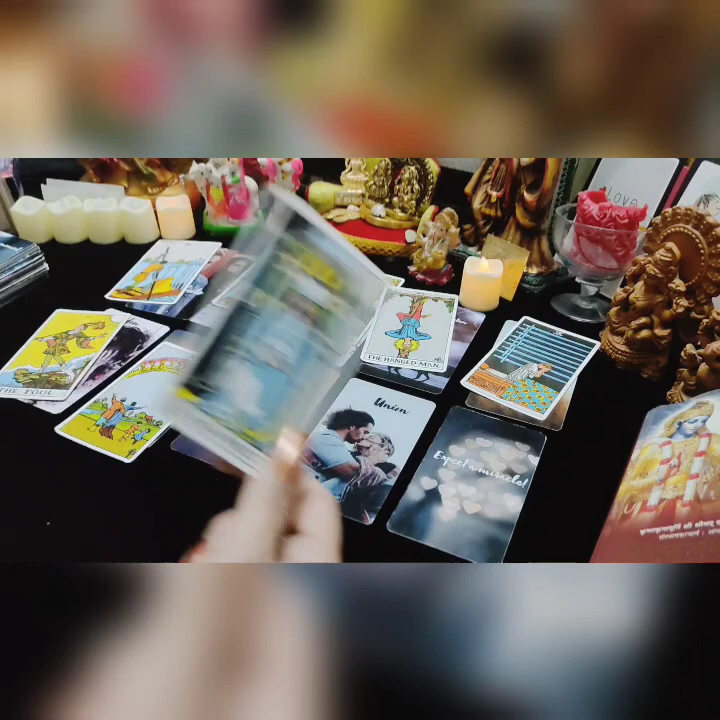 LOVE
THE FOOL
THE HANGED MAN
Union
Expect a miracle!